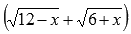 (√12−x + √6+x)